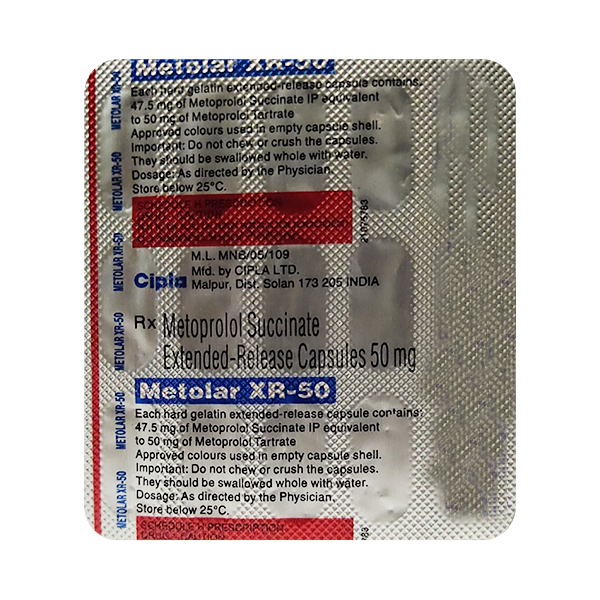 Metolar XR-50
Each hard gelatin extended-release capsule contains:
47.5 mg of Metoprolol Succinate IP equivalent
to 50 mg of Metoprolol Tartrate
Approved colours used in empty capsule shell.
Important: Do not chew or crush the capsules.
They should be swallowed whole with water.
Dosage: As directed by the Physician.
Store below 25°C.
SCHEDULE H PRESCRIPTION
DRUG - CAUTION
M.L. MNB/05/109
Mfd. by CIPLA LTD.
Cipla
Malpur, Dist. Solan 173 205 INDIA
Rx Metoprolol Succinate
Extended-Release Capsules 50 mg
Metolar XR-50
Each hard gelatin extended-release capsule contains:
47.5 mg of Metoprolol Succinate IP equivalent
to 50 mg of Metoprolol Tartrate
Approved colours used in empty capsule shell.
Important: Do not chew or crush the capsules.
They should be swallowed whole with water.
Dosage: As directed by the Physician.
Store below 25°C.
SCHEDULE H PRESCRIPTION
DRUG - CAUTION
METOLAR XR-50
METOLAR XR-50
METOLAR XR-50
METOLAR XR-50
METOLAR XR-50
METOLAR XR-50